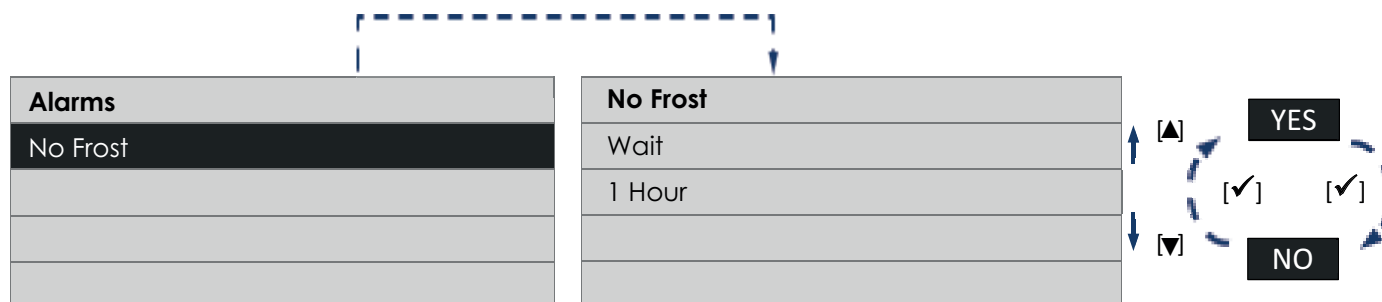 Alarms
No Frost
No Frost
Wait
1 Hour
[▲]
[▼]
YES
[✓] [✓]
NO